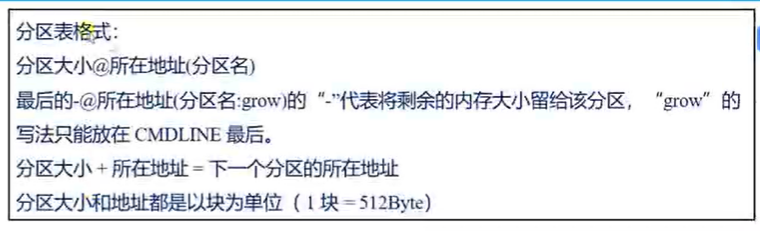 分区表格式：
分区大小@所在地址(分区名)
最后的-@所在地址(分区名:grow)的“-”代表将剩余的内存大小留给该分区，“grow”的
写法只能放在 CMDLINE 最后。
分区大小 + 所在地址 = 下一个分区的所在地址
分区大小和地址都是以块为单位（1 块 = 512Byte）